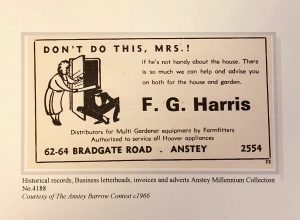 DON'T DO THIS, MRS.!
if he's not handy about the house. There
is so much we can help and advise you
on both for the house and garden.
F. G. Harris
Distributors for Multi Gardener equipment by Farmfitters
Authorized to service all Hoover appliances
62-64 BRADGATE ROAD . ANSTEY 2554
Historical records, Business letterheads, invoices and adverts Anstey Millennium Collection
No.4188
Courtesy of The Anstey Barrow Contest c1966